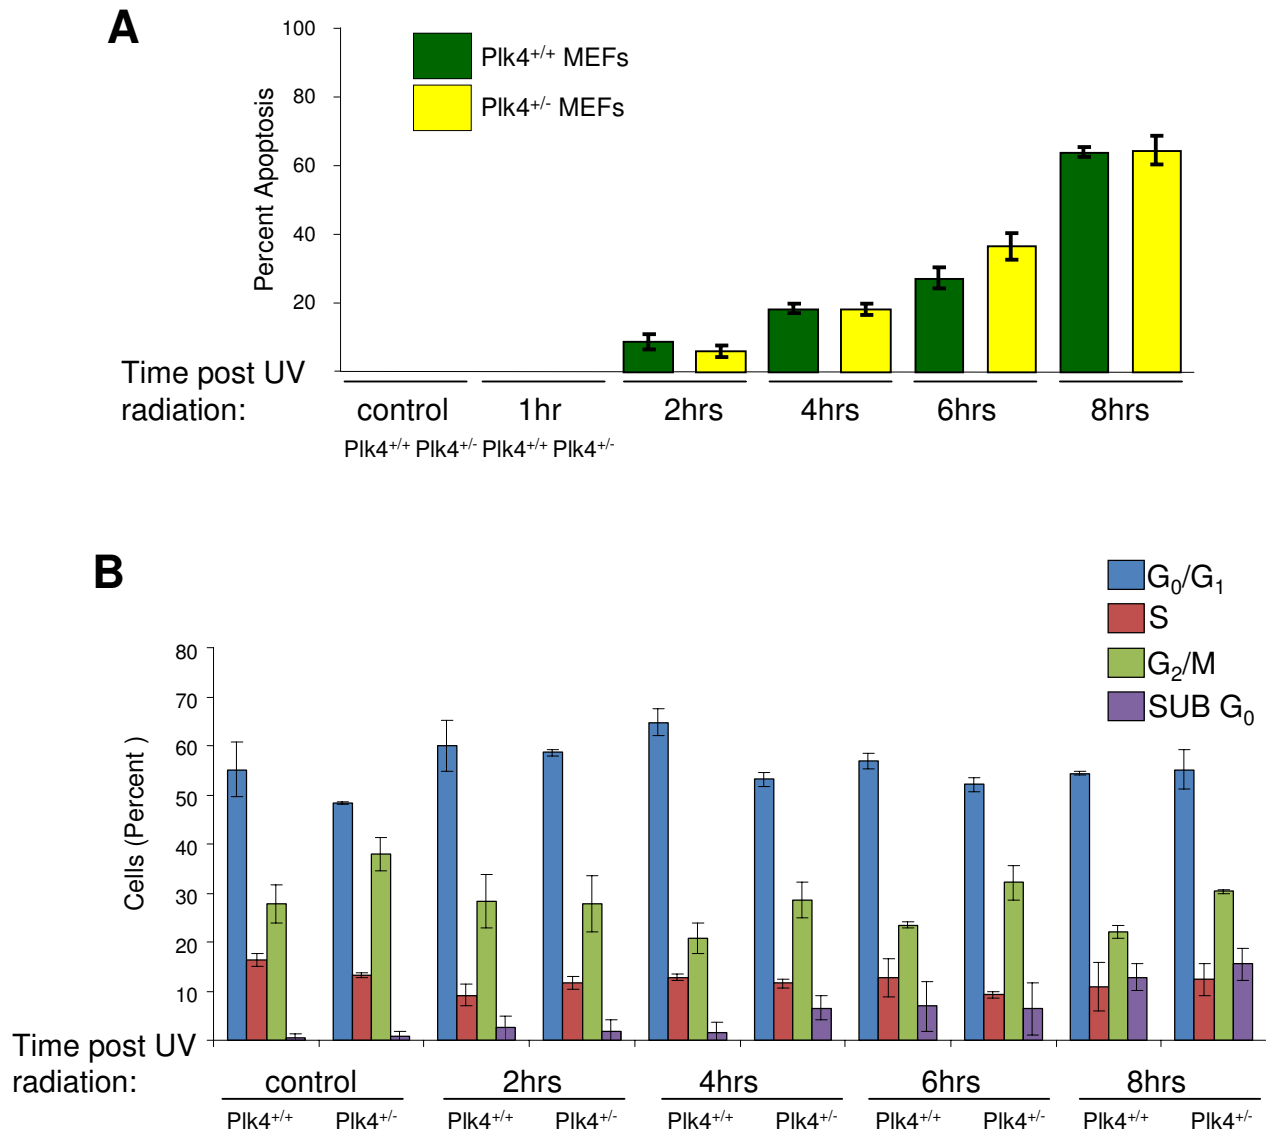 A
100
80
60
40
20
Percent Apoptosis
Plk4+/+ MEFs
Plk4+/- MEFs
Time post UV
radiation:
control 1hr 2hrs 4hrs 6hrs 8hrs
Plk4+/+ Plk4+/- Plk4+/+ Plk4+/-
B
G0/G1
S
G2/M
SUB G0
80
70
60
50
40
30
20
10
Cells (Percent )
Time post UV
radiation:
control 2hrs 4hrs 6hrs 8hrs
Plk4+/+ Plk4+/- Plk4+/+ Plk4+/- Plk4+/+ Plk4+/- Plk4+/+ Plk4+/- Plk4+/+ Plk4+/-